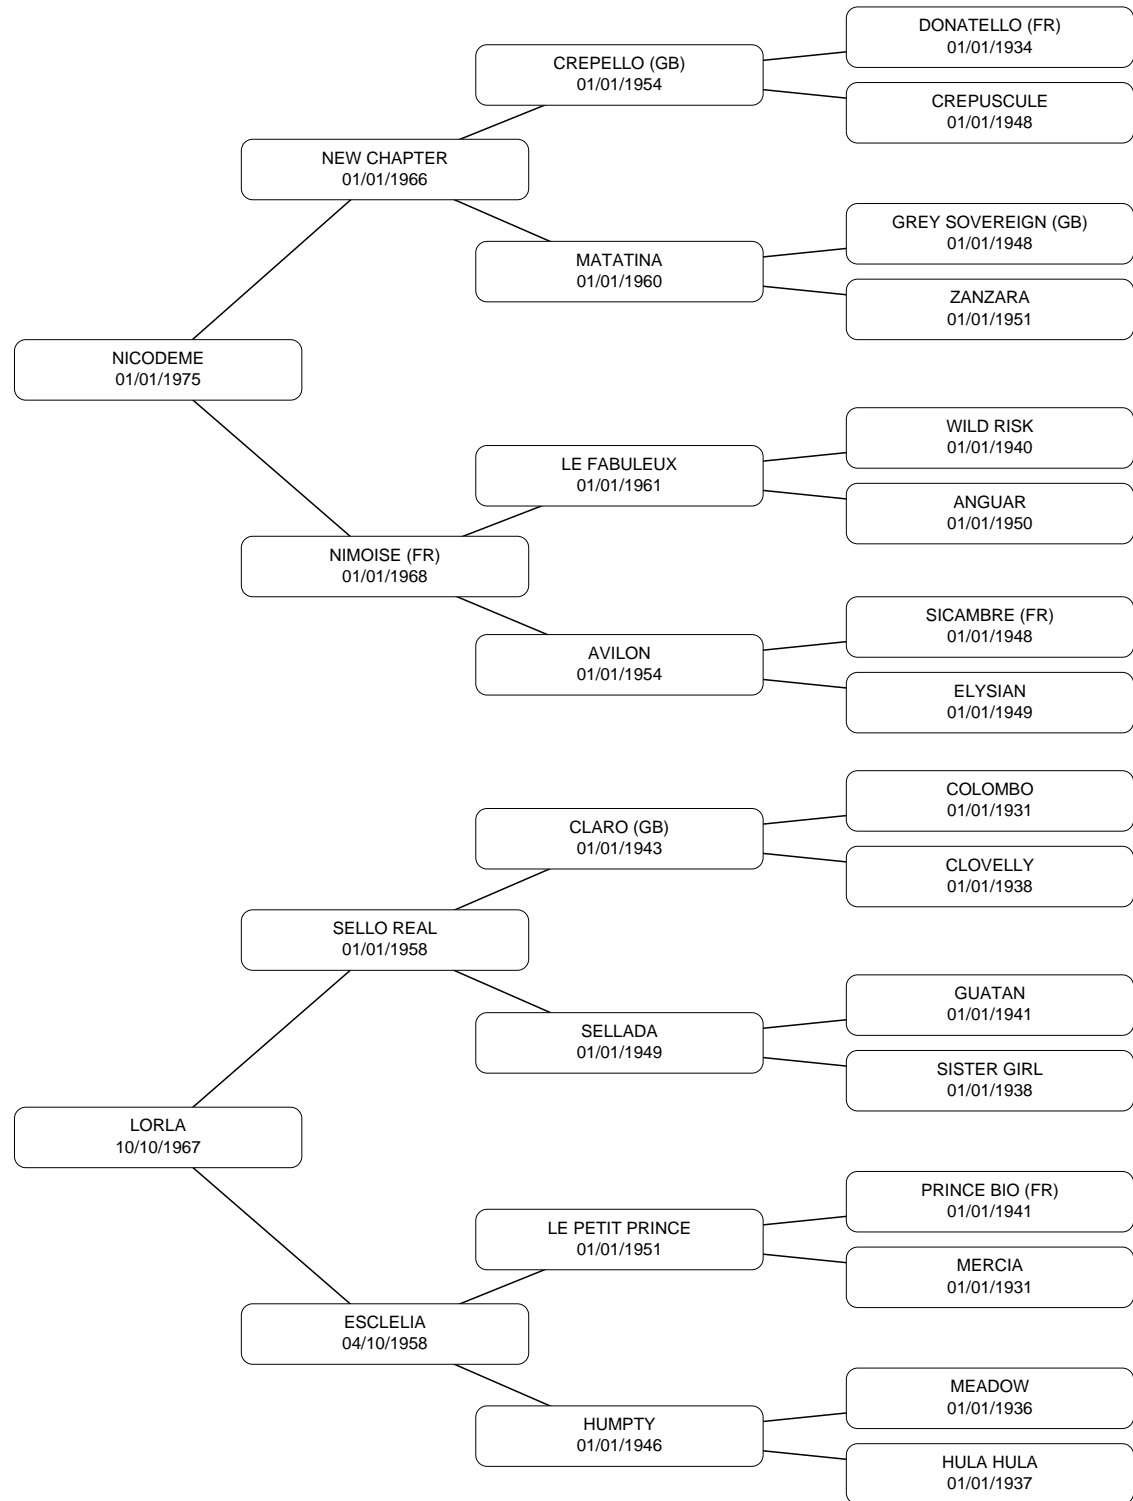 DONATELLO (FR)
01/01/1934
CREPELLO (GB)
01/01/1954
CREPUSCULE
01/01/1948
NEW CHAPTER
01/01/1966
GREY SOVEREIGN (GB)
01/01/1948
MATATINA
01/01/1960
ZANZARA
01/01/1951
NICODEME
01/01/1975
WILD RISK
01/01/1940
LE FABULEUX
01/01/1961
ANGUAR
01/01/1950
NIMOISE (FR)
01/01/1968
SICAMBRE (FR)
01/01/1948
AVILON
01/01/1954
ELYSIAN
01/01/1949
COLOMBO
01/01/1931
CLARO (GB)
01/01/1943
CLOVELLY
01/01/1938
SELLO REAL
01/01/1958
GUATAN
01/01/1941
SELLADA
01/01/1949
SISTER GIRL
01/01/1938
LORLA
10/10/1967
PRINCE BIO (FR)
01/01/1941
LE PETIT PRINCE
01/01/1951
MERCIA
01/01/1931
ESCLELIA
04/10/1958
MEADOW
01/01/1936
HUMPTY
01/01/1946
HULA HULA
01/01/1937